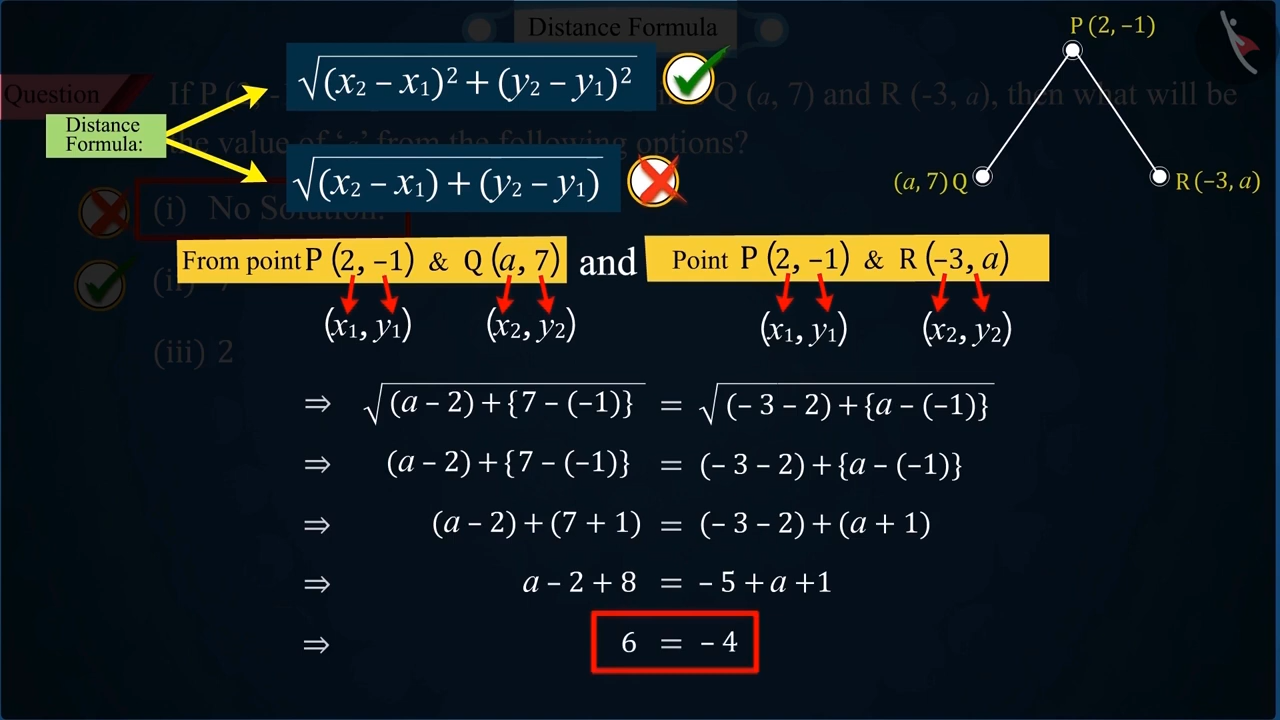 Distance Formula
P (2, –1)
Question
If P (2, - Q (a, 7) and R (-3, a), then what will be
the value of 'a' from the following options?
Distance
Formula:
√(x₂ – x₁)² + (y₂ – y₁)²
√(x₂ – x₁) + (y₂ – y₁)
(a, 7) Q
R (–3, a)
(i) No Solution.
From point P (2, –1) & Q (a, 7) and Point P (2, –1) & R (–3, a)
(ii)
(x₁, y₁) (x₂, y₂) (x₁, y₁) (x₂, y₂)
(iii) 2
⇒ √(a – 2) + {7 – (–1)} = √(– 3 – 2) + {a – (–1)}
⇒ (a – 2) + {7 – (–1)} = (– 3 – 2) + {a – (–1)}
⇒ (a – 2) + (7 + 1) = (– 3 – 2) + (a + 1)
⇒ a – 2 + 8 = – 5 + a + 1
⇒ 6 = – 4